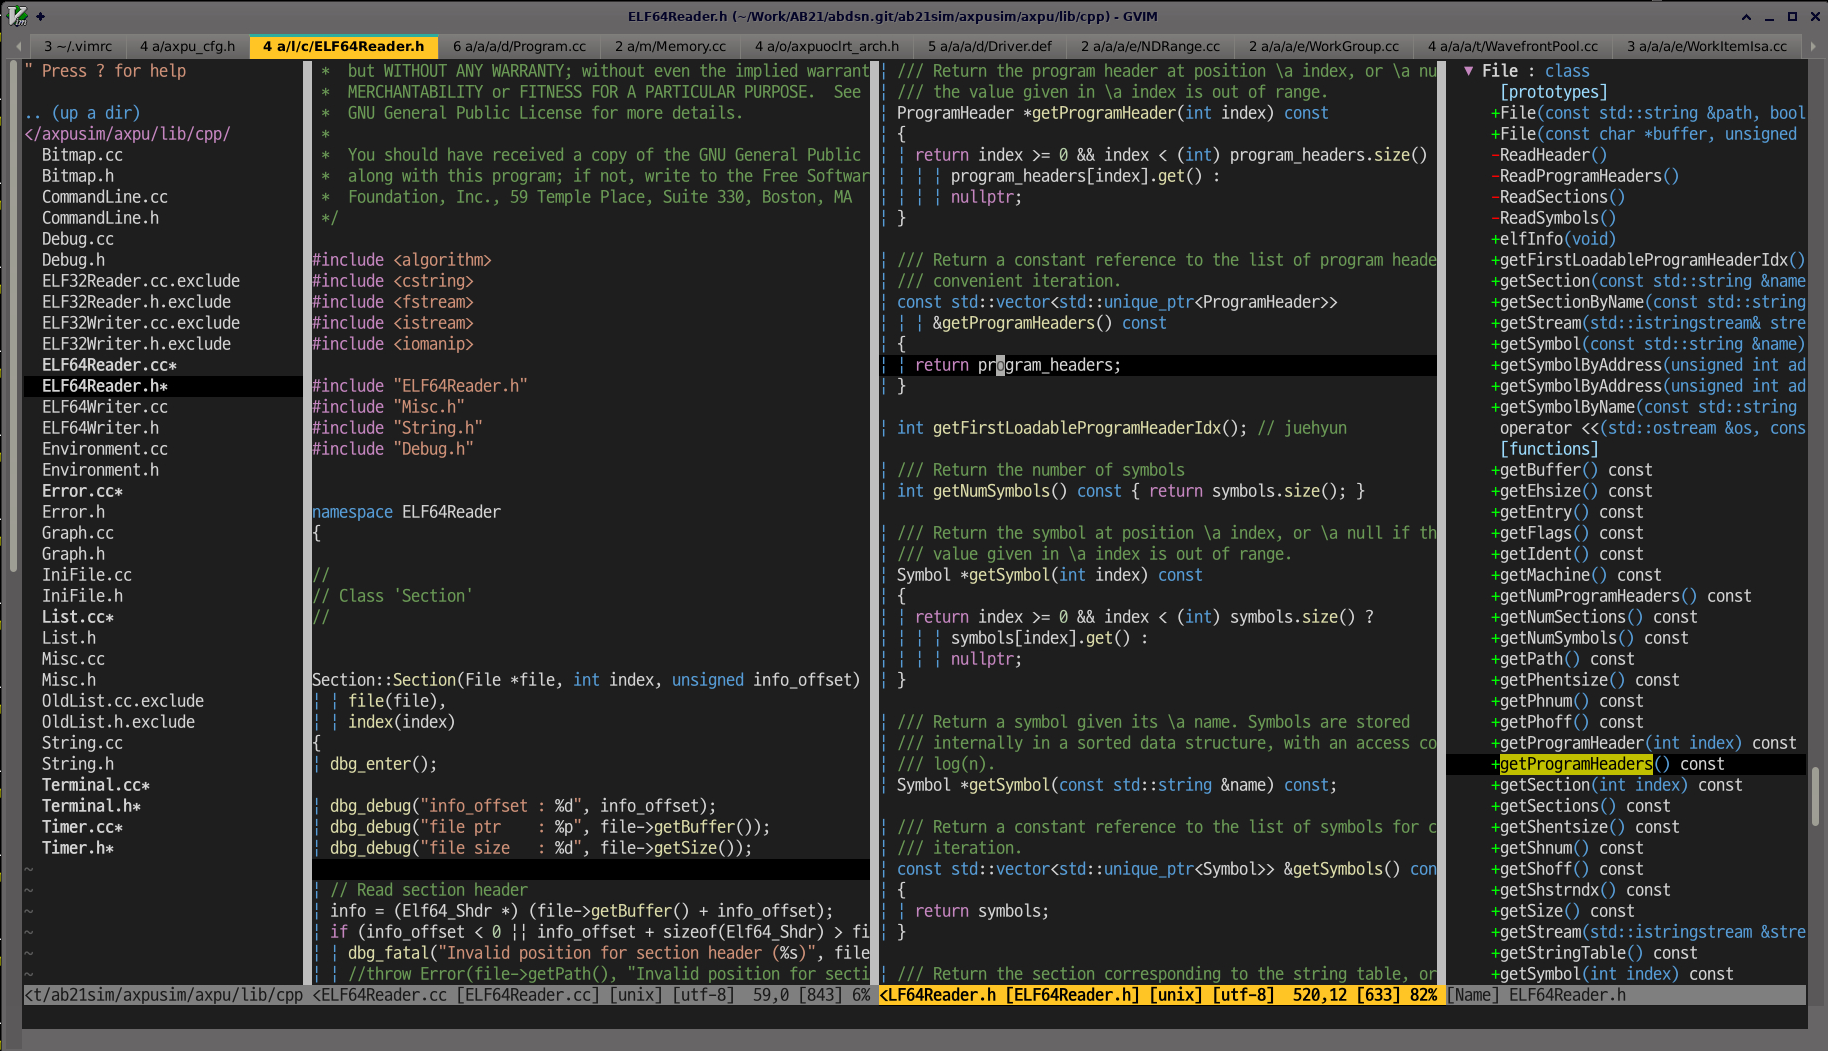 ELF64Reader.h (~/Work/AB21/abdsn.git/ab21sim/axpusim/axpu/lib/cpp) - GVIM
3 ~/.vimrc
4 a/axpu_cfg.h
4 a/l/c/ELF64Reader.h
6 a/a/a/d/Program.cc
2 a/m/Memory.cc
4 a/o/axpuoclrt_arch.h
5 a/a/a/d/Driver.def
2 a/a/a/e/NDRange.cc
2 a/a/a/e/WorkGroup.cc
4 a/a/a/t/WavefrontPool.cc
3 a/a/a/e/WorkItemIsa.cc
" Press ? for help
.. (up a dir)
</axpusim/axpu/lib/cpp/
Bitmap.cc
Bitmap.h
CommandLine.cc
CommandLine.h
Debug.cc
Debug.h
ELF32Reader.cc.exclude
ELF32Reader.h.exclude
ELF32Writer.cc.exclude
ELF32Writer.h.exclude
ELF64Reader.cc*
ELF64Reader.h*
ELF64Writer.cc
ELF64Writer.h
Environment.cc
Environment.h
Error.cc*
Error.h
Graph.cc
Graph.h
IniFile.cc
IniFile.h
List.cc*
List.h
Misc.cc
Misc.h
OldList.cc.exclude
OldList.h.exclude
String.cc
String.h
Terminal.cc*
Terminal.h*
Timer.cc*
Timer.h*
~
~
~
~
~
~
<t/ab21sim/axpusim/axpu/lib/cpp
*  but WITHOUT ANY WARRANTY; without even the implied warrant
*  MERCHANTABILITY or FITNESS FOR A PARTICULAR PURPOSE.  See
*  GNU General Public License for more details.
*
*  You should have received a copy of the GNU General Public
*  along with this program; if not, write to the Free Softwar
*  Foundation, Inc., 59 Temple Place, Suite 330, Boston, MA
*/
#include <algorithm>
#include <cstring>
#include <fstream>
#include <istream>
#include <iomanip>
#include "ELF64Reader.h"
#include "Misc.h"
#include "String.h"
#include "Debug.h"
namespace ELF64Reader
{
//
// Class 'Section'
//
Section::Section(File *file, int index, unsigned info_offset)
¦ ¦ file(file),
¦ ¦ index(index)
{
¦ dbg_enter();
¦ dbg_debug("info_offset : %d", info_offset);
¦ dbg_debug("file ptr    : %p", file->getBuffer());
¦ dbg_debug("file size   : %d", file->getSize());
¦ // Read section header
¦ info = (Elf64_Shdr *) (file->getBuffer() + info_offset);
¦ if (info_offset < 0 || info_offset + sizeof(Elf64_Shdr) > fi
¦ ¦ dbg_fatal("Invalid position for section header (%s)", file
¦ ¦ //throw Error(file->getPath(), "Invalid position for secti
<ELF64Reader.cc [ELF64Reader.cc] [unix] [utf-8]  59,0 [843] 6%
¦ /// Return the program header at position \a index, or \a nu
¦ /// the value given in \a index is out of range.
¦ ProgramHeader *getProgramHeader(int index) const
¦ {
¦ ¦ return index >= 0 && index < (int) program_headers.size()
¦ ¦ ¦ ¦ program_headers[index].get() :
¦ ¦ ¦ ¦ nullptr;
¦ }
¦ /// Return a constant reference to the list of program heade
¦ /// convenient iteration.
¦ const std::vector<std::unique_ptr<ProgramHeader>>
¦ ¦ ¦ &getProgramHeaders() const
¦ {
¦ ¦ return program_headers;
¦ }
¦ int getFirstLoadableProgramHeaderIdx(); // juehyun
¦ /// Return the number of symbols
¦ int getNumSymbols() const { return symbols.size(); }
¦ /// Return the symbol at position \a index, or \a null if th
¦ /// value given in \a index is out of range.
¦ Symbol *getSymbol(int index) const
¦ {
¦ ¦ return index >= 0 && index < (int) symbols.size() ?
¦ ¦ ¦ ¦ symbols[index].get() :
¦ ¦ ¦ ¦ nullptr;
¦ }
¦ /// Return a symbol given its \a name. Symbols are stored
¦ /// internally in a sorted data structure, with an access co
¦ /// log(n).
¦ Symbol *getSymbol(const std::string &name) const;
¦ /// Return a constant reference to the list of symbols for c
¦ /// iteration.
¦ const std::vector<std::unique_ptr<Symbol>> &getSymbols() con
¦ {
¦ ¦ return symbols;
¦ }
¦ /// Return the section corresponding to the string table, or
<LF64Reader.h [ELF64Reader.h] [unix] [utf-8]  520,12 [633] 82%
▼ File : class
[prototypes]
+File(const std::string &path, bool
+File(const char *buffer, unsigned
-ReadHeader()
-ReadProgramHeaders()
-ReadSections()
-ReadSymbols()
+elfInfo(void)
+getFirstLoadableProgramHeaderIdx()
+getSection(const std::string &name
+getSectionByName(const std::string
+getStream(std::istringstream& stre
+getSymbol(const std::string &name)
+getSymbolByAddress(unsigned int ad
+getSymbolByAddress(unsigned int ad
+getSymbolByName(const std::string
operator <<(std::ostream &os, cons
[functions]
+getBuffer() const
+getEhsize() const
+getEntry() const
+getFlags() const
+getIdent() const
+getMachine() const
+getNumProgramHeaders() const
+getNumSections() const
+getNumSymbols() const
+getPath() const
+getPhentsize() const
+getPhnum() const
+getPhoff() const
+getProgramHeader(int index) const
+getProgramHeaders() const
+getSection(int index) const
+getSections() const
+getShentsize() const
+getShnum() const
+getShoff() const
+getShstrndx() const
+getSize() const
+getStream(std::istringstream &stre
+getStringTable() const
+getSymbol(int index) const
[Name] ELF64Reader.h